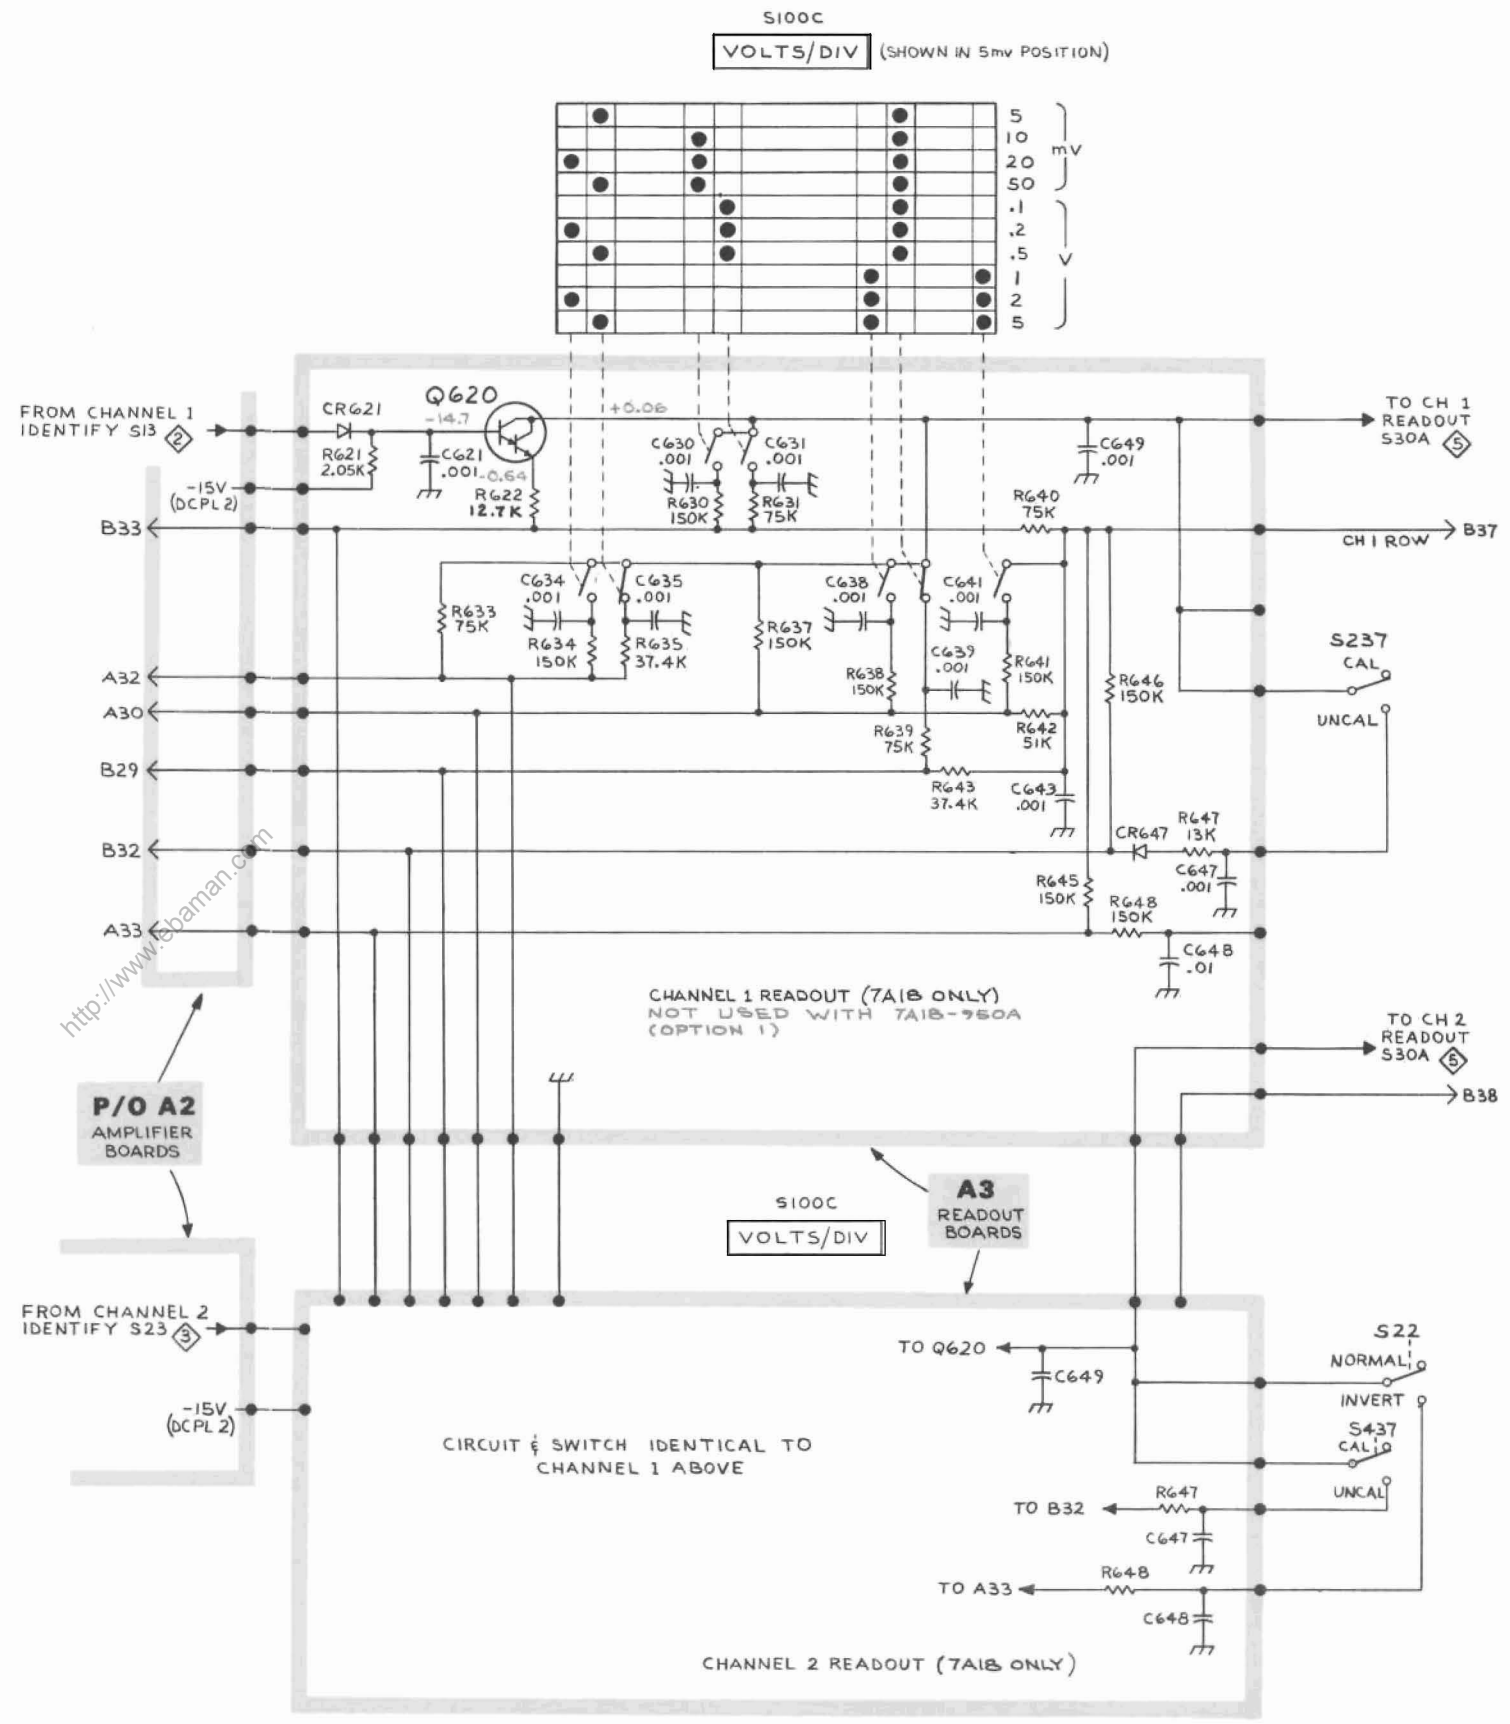 S100C
VOLTS/DIV (SHOWN IN 5mv POSITION)
5
10
20
50
mV
.1
.2
.5
1
2
5
V
FROM CHANNEL 1
IDENTIFY S13 2
CR621
Q620
-14.7
+0.06
R621
2.05K
C621
.001
-0.64
R622
12.7K
C630
.001
C631
.001
R630
150K
R631
75K
C649
.001
TO CH 1
READOUT
S30A 5
-15V
(DCPL 2)
B33
R640
75K
CH 1 ROW
B37
C634
.001
C635
.001
R633
75K
R634
150K
R635
37.4K
R637
150K
C638
.001
C641
.001
C639
.001
R638
150K
R641
150K
R639
75K
R642
51K
R646
150K
S237
CAL
UNCAL
A32
A30
B29
R643
37.4K
C643
.001
B32
CR647
R647
13K
C647
.001
R645
150K
R648
150K
A33
C648
.01
http://www.ebaman.com
CHANNEL 1 READOUT (7A18 ONLY)
NOT USED WITH 7A18-950A
(OPTION 1)
TO CH 2
READOUT
S30A 5
B38
P/O A2
AMPLIFIER
BOARDS
A3
READOUT
BOARDS
S100C
VOLTS/DIV
FROM CHANNEL 2
IDENTIFY S23 3
-15V
(DCPL 2)
TO Q620
C649
S22
NORMAL
INVERT
S437
CAL
UNCAL
CIRCUIT & SWITCH IDENTICAL TO
CHANNEL 1 ABOVE
TO B32
R647
C647
TO A33
R648
C648
CHANNEL 2 READOUT (7A18 ONLY)